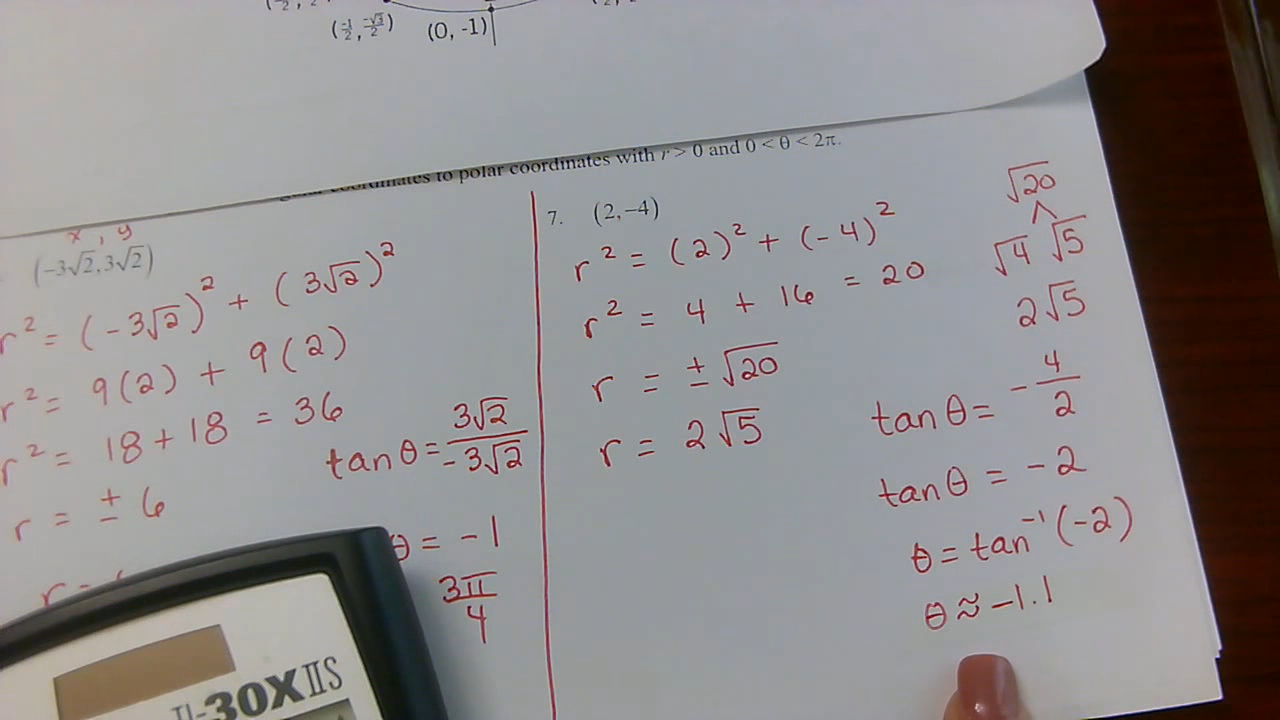 (-1/2, -√3/2) (0, -1)
coordinates to polar coordinates with r > 0 and 0 < θ < 2π.
x, y
(-3√2, 3√2)
r² = (-3√2)² + (3√2)²
r² = 9(2) + 9(2)
r² = 18 + 18 = 36
r = ± 6
tan θ = 3√2/-3√2
θ = -1
3π/4
7. (2, -4)
r² = (2)² + (-4)²
r² = 4 + 16 = 20
r = ± √20
r = 2√5
√20
√4 √5
2√5
tan θ = -4/2
tan θ = -2
θ = tan⁻¹(-2)
θ ≈ -1.1
TI-30X IIS